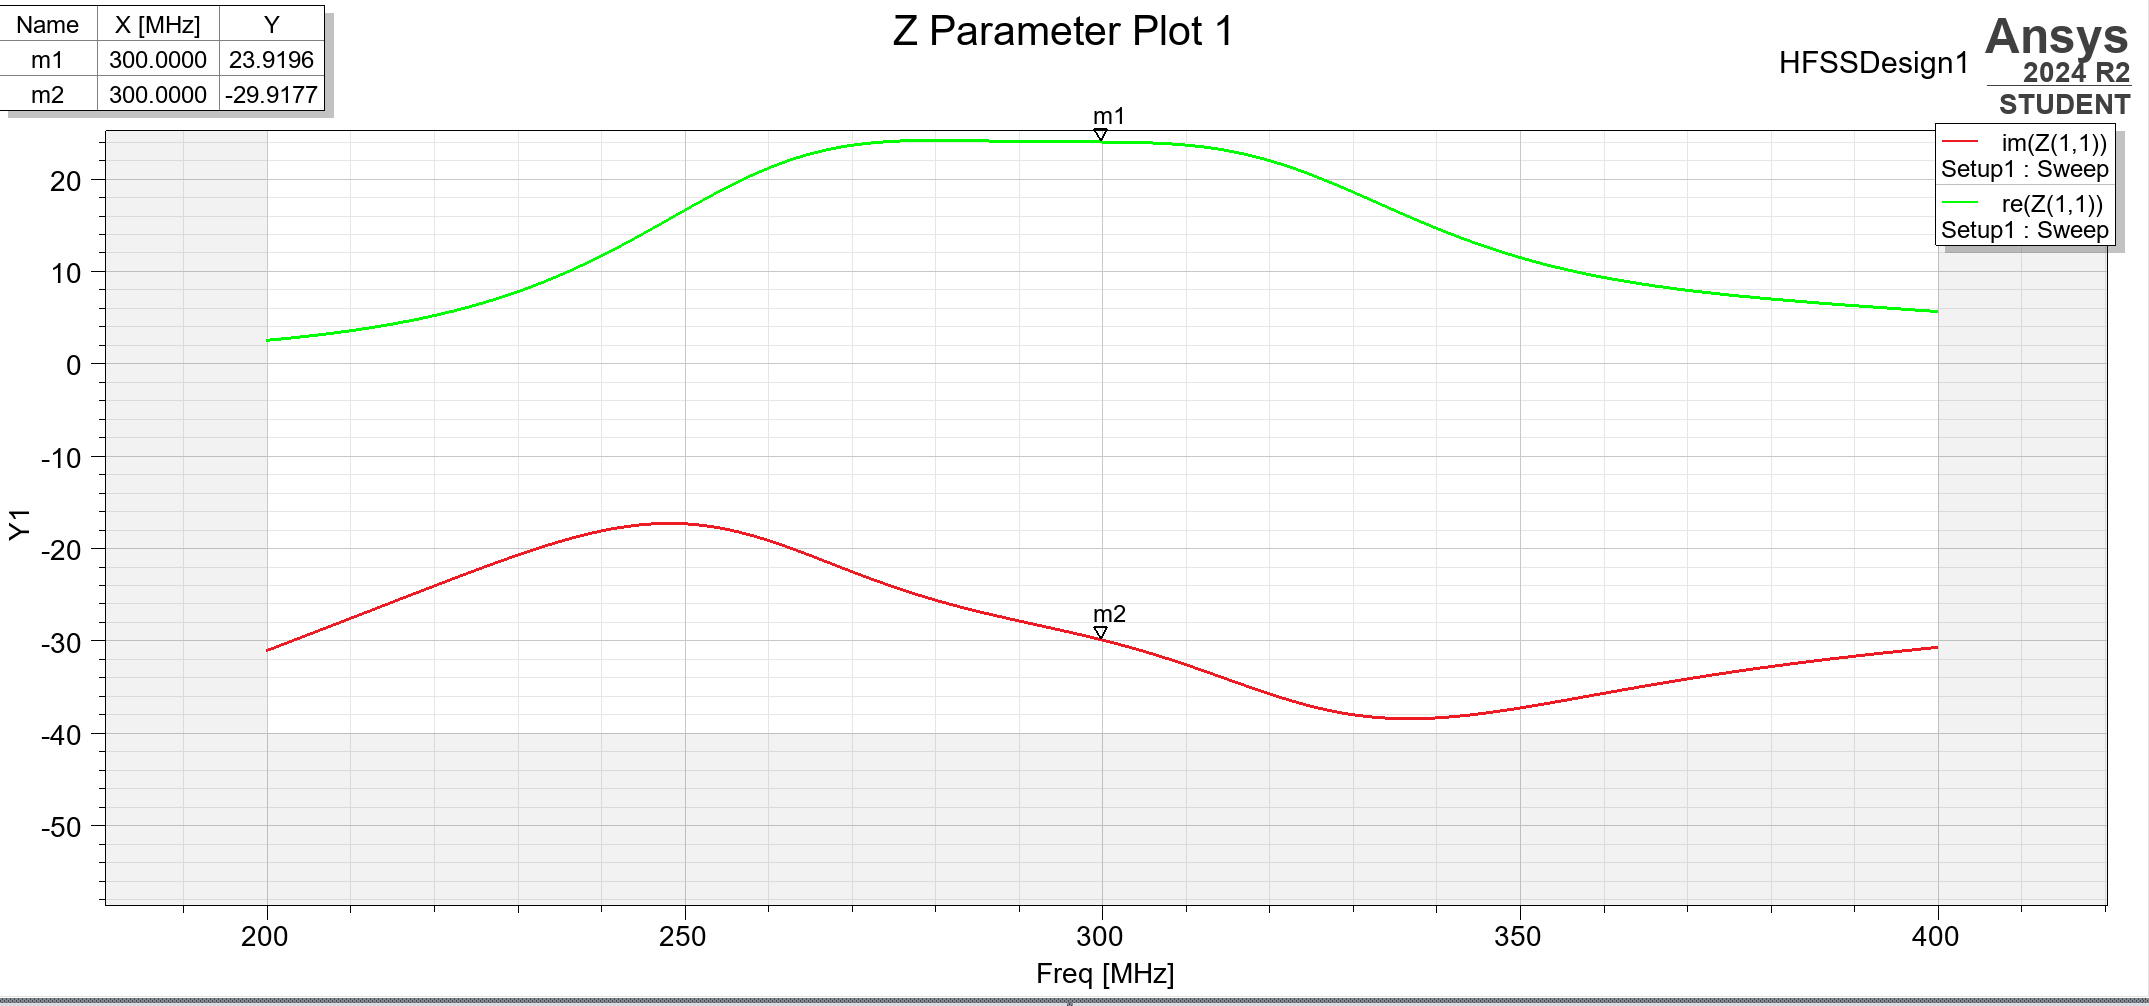 Name X [MHz] Y
m1 300.0000 23.9196
m2 300.0000 -29.9177
Z Parameter Plot 1
HFSSDesign1
Ansys
2024 R2
STUDENT
m1
im(Z(1,1))
Setup1 : Sweep
re(Z(1,1))
Setup1 : Sweep
20
10
0
-10
-20
-30
-40
-50
Y1
m2
200 250 300 350 400
Freq [MHz]